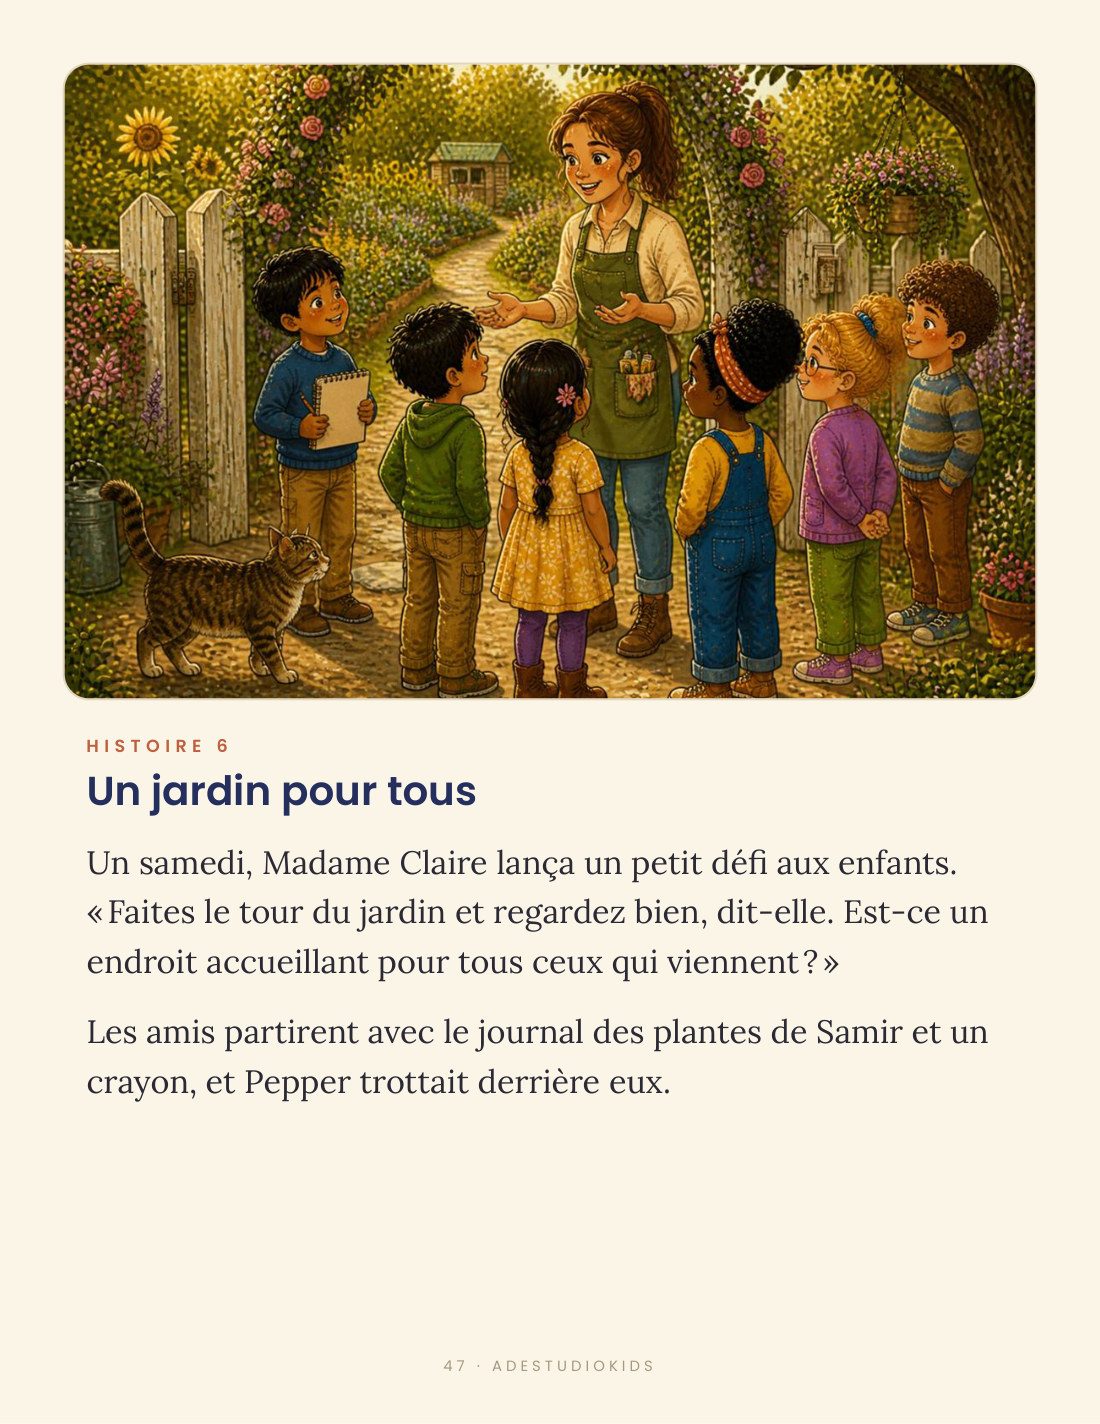 HISTOIRE 6
Un jardin pour tous
Un samedi, Madame Claire lança un petit défi aux enfants.
« Faites le tour du jardin et regardez bien, dit-elle. Est-ce un
endroit accueillant pour tous ceux qui viennent ? »
Les amis partirent avec le journal des plantes de Samir et un
crayon, et Pepper trottait derrière eux.
47 · ADESTUDIOKIDS